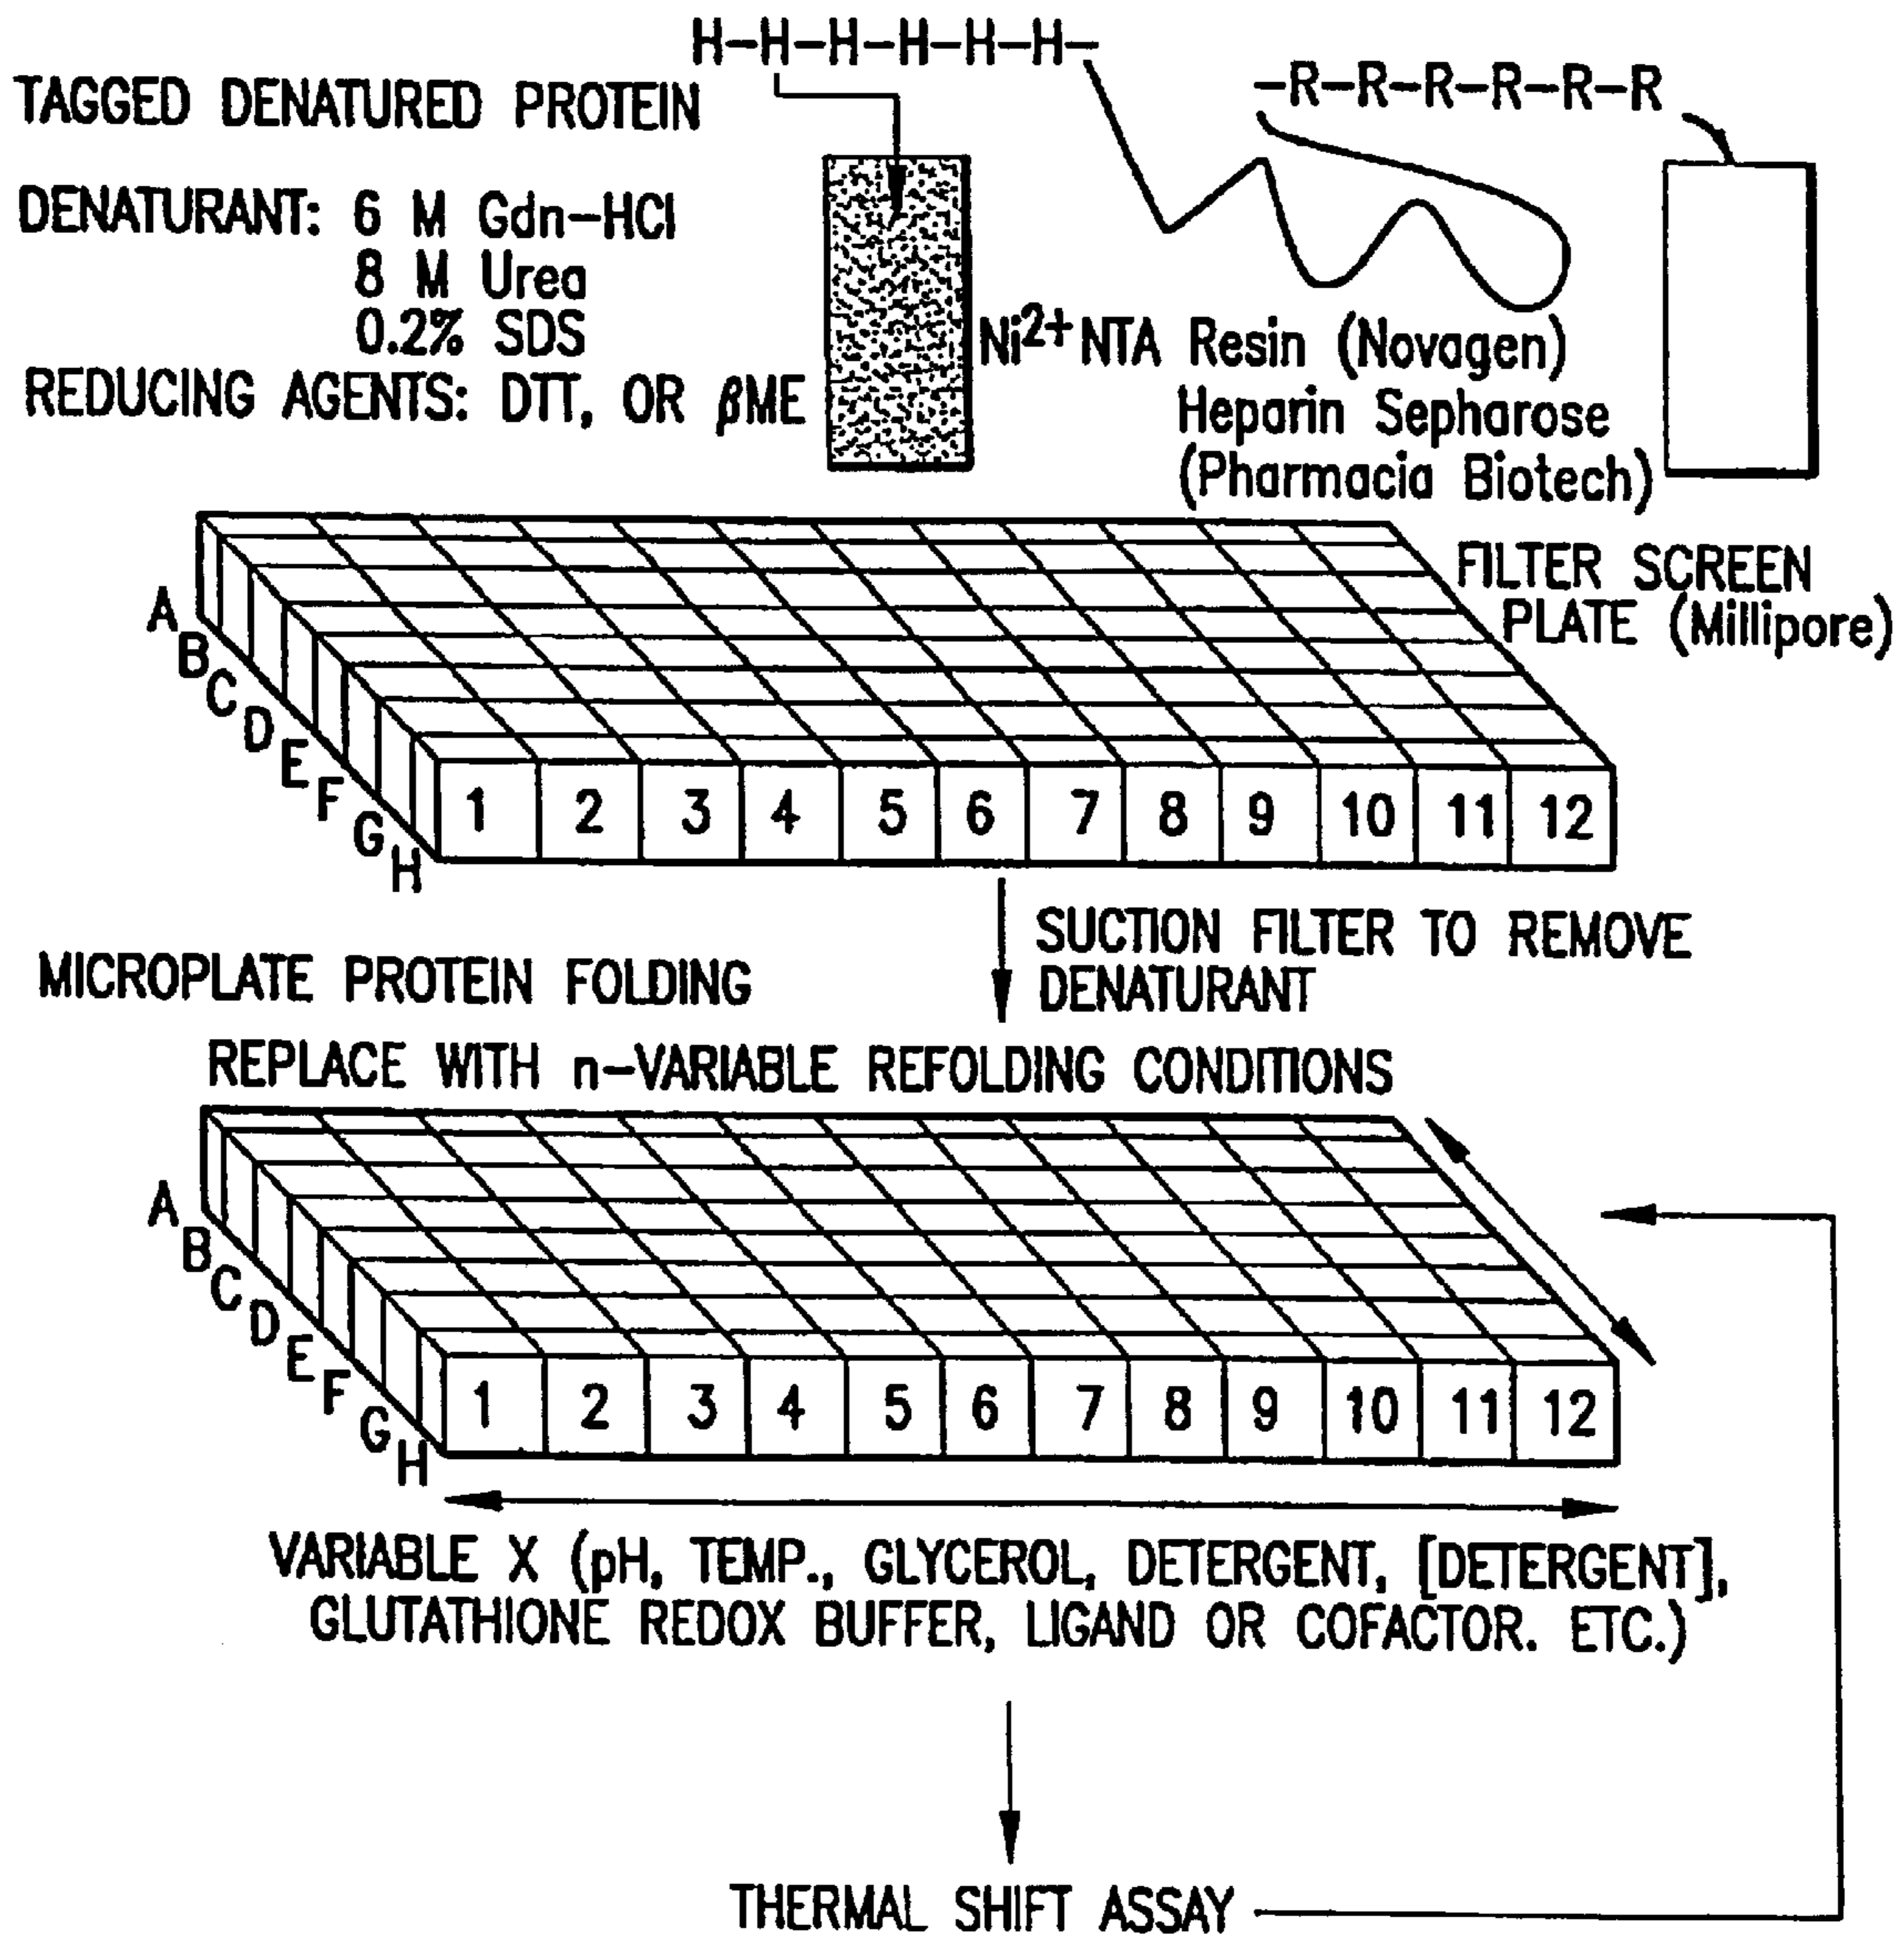 H-H-H-H-H-H-
-R-R-R-R-R-R
TAGGED DENATURED PROTEIN
DENATURANT: 6 M Gdn-HCl
8 M Urea
0.2% SDS
REDUCING AGENTS: DTT, OR βME
Ni²⁺NTA Resin (Novagen)
Heparin Sepharose
(Pharmacia Biotech)
FILTER SCREEN
PLATE (Millipore)
A
B
C
D
E
F
G
H
1 2 3 4 5 6 7 8 9 10 11 12
SUCTION FILTER TO REMOVE
DENATURANT
MICROPLATE PROTEIN FOLDING
REPLACE WITH n-VARIABLE REFOLDING CONDITIONS
A
B
C
D
E
F
G
H
1 2 3 4 5 6 7 8 9 10 11 12
VARIABLE X (pH, TEMP., GLYCEROL, DETERGENT, [DETERGENT],
GLUTATHIONE REDOX BUFFER, LIGAND OR COFACTOR. ETC.)
THERMAL SHIFT ASSAY